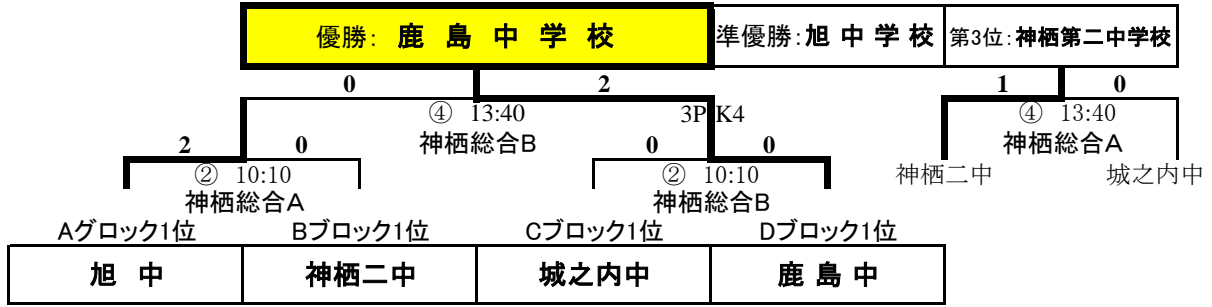 優勝： 鹿 島 中 学 校 準優勝：旭 中 学 校 第3位：神栖第二中学校
0 2 1 0
④ 13:40 3P K4 ④ 13:40
神栖総合B 神栖総合A
2 0 0 0
② 10:10 ② 10:10 神栖二中 城之内中
神栖総合A 神栖総合B
Aグロック1位 Bブロック1位 Cブロック1位 Dブロック1位
旭 中 神栖二中 城之内中 鹿 島 中